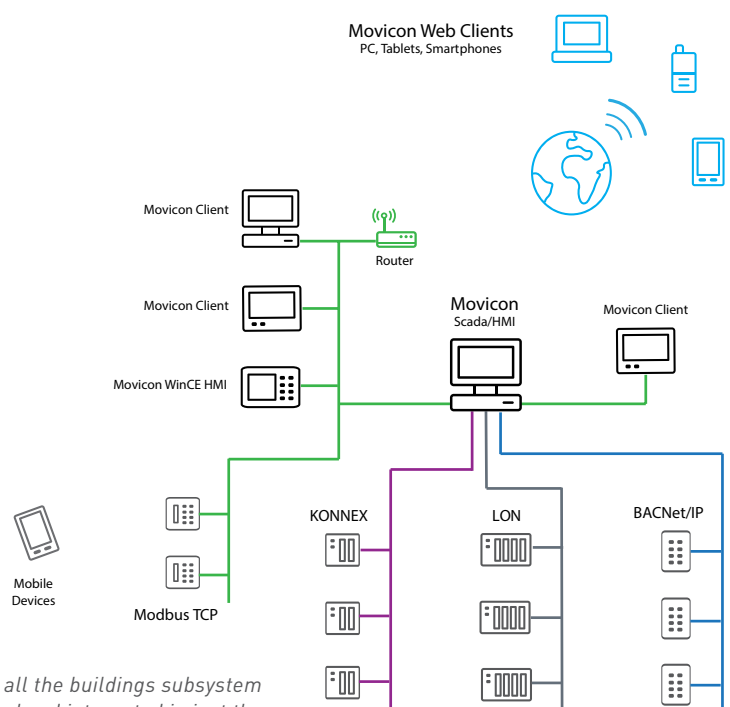 Movicon Web Clients
PC, Tablets, Smartphones
Movicon Client
Router
Movicon Client
Movicon
Scada/HMI
Movicon Client
Movicon WinCE HMI
KONNEX
LON
BACNet/IP
Mobile
Devices
Modbus TCP
all the buildings subsystem